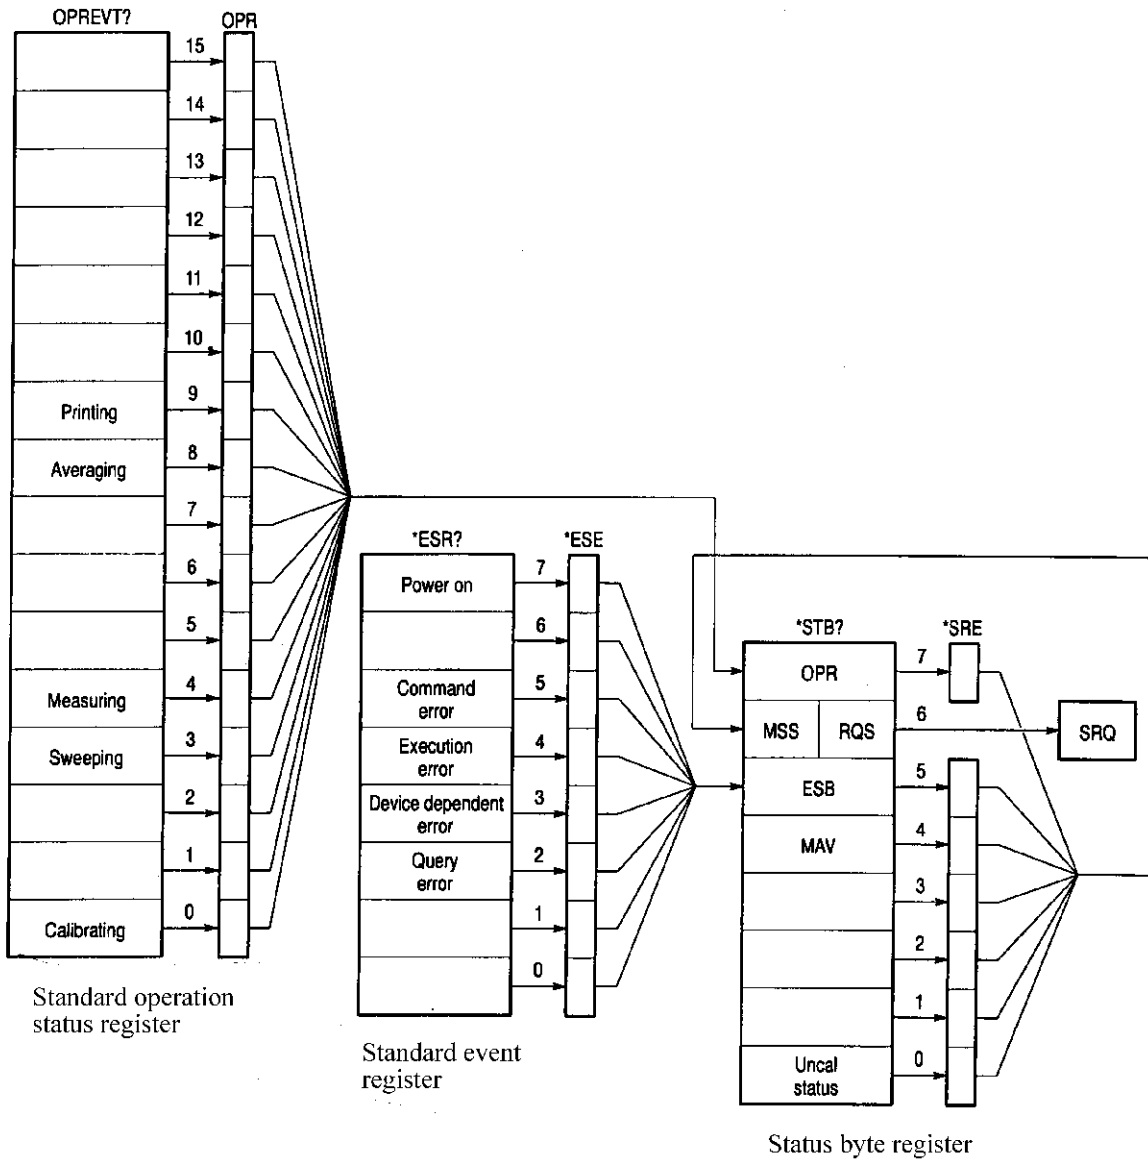 OPREVT? OPR
15
14
13
12
11
10
Printing 9
Averaging 8
7
6
5
Measuring 4
Sweeping 3
2
1
Calibrating 0
Standard operation
status register
*ESR? *ESE
Power on 7
6
Command
error 5
Execution
error 4
Device dependent
error 3
Query
error 2
1
0
Standard event
register
*STB? *SRE
OPR 7
MSS RQS 6 SRQ
ESB 5
MAV 4
3
2
1
Uncal
status 0
Status byte register